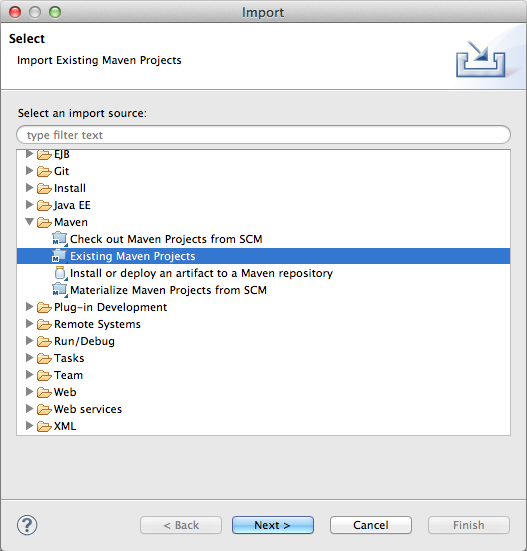 Import
Select
Import Existing Maven Projects
Select an import source:
type filter text
EJB
Git
Install
Java EE
Maven
Check out Maven Projects from SCM
Existing Maven Projects
Install or deploy an artifact to a Maven repository
Materialize Maven Projects from SCM
Plug-in Development
Remote Systems
Run/Debug
Tasks
Team
Web
Web services
XML
? < Back Next > Cancel Finish